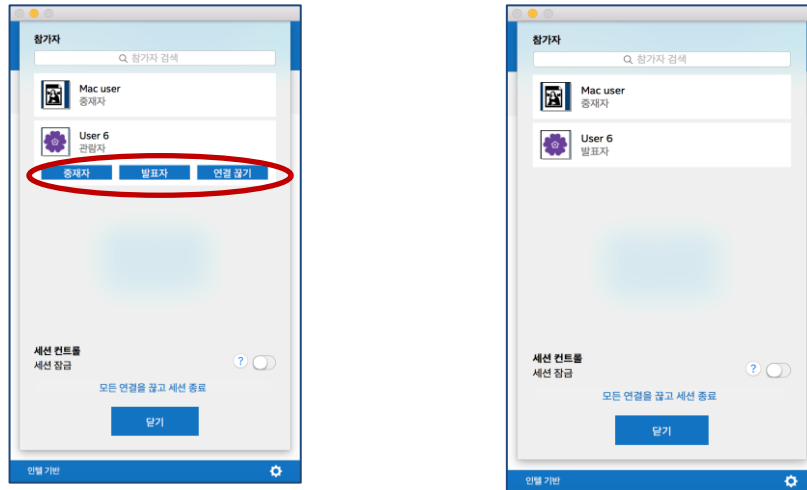 참가자
참가자 검색
Mac user
중재자
User 6
관람자
중재자 발표자 연결 끊기
세션 컨트롤
세션 잠금
?
모든 연결을 끊고 세션 종료
닫기
인텔 기반
참가자
참가자 검색
Mac user
중재자
User 6
발표자
세션 컨트롤
세션 잠금
?
모든 연결을 끊고 세션 종료
닫기
인텔 기반